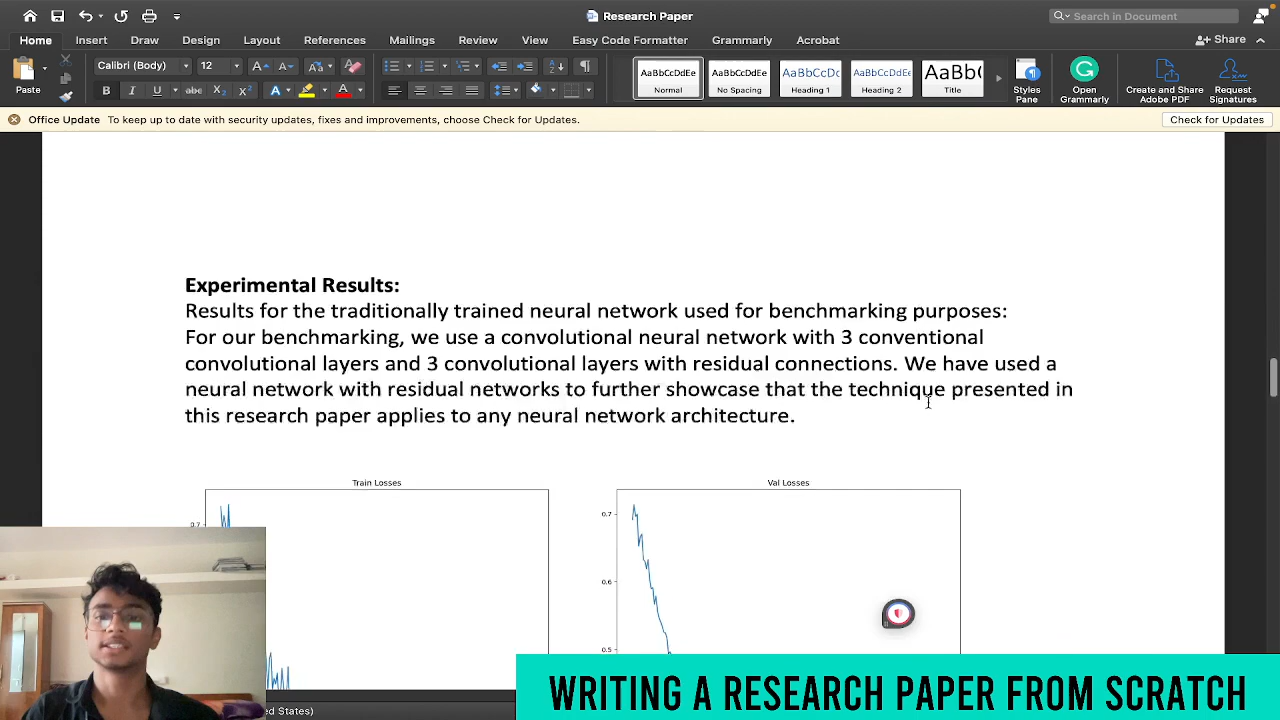 Research Paper
Search in Document
Home Insert Draw Design Layout References Mailings Review View Easy Code Formatter Grammarly Acrobat
Share
Paste
Calibri (Body) 12
AaBbCcDdEe AaBbCcDdEe AaBbCcDc AaBbCcDdEe AaBbC
Normal No Spacing Heading 1 Heading 2 Title
Styles Pane
Open Grammarly
Create and Share Adobe PDF
Request Signatures
Office Update To keep up to date with security updates, fixes and improvements, choose Check for Updates.
Check for Updates
Experimental Results:
Results for the traditionally trained neural network used for benchmarking purposes:
For our benchmarking, we use a convolutional neural network with 3 conventional
convolutional layers and 3 convolutional layers with residual connections. We have used a
neural network with residual networks to further showcase that the technique presented in
this research paper applies to any neural network architecture.
Train Losses
0.7
Val Losses
0.7
0.6
0.5
States)
WRITING A RESEARCH PAPER FROM SCRATCH